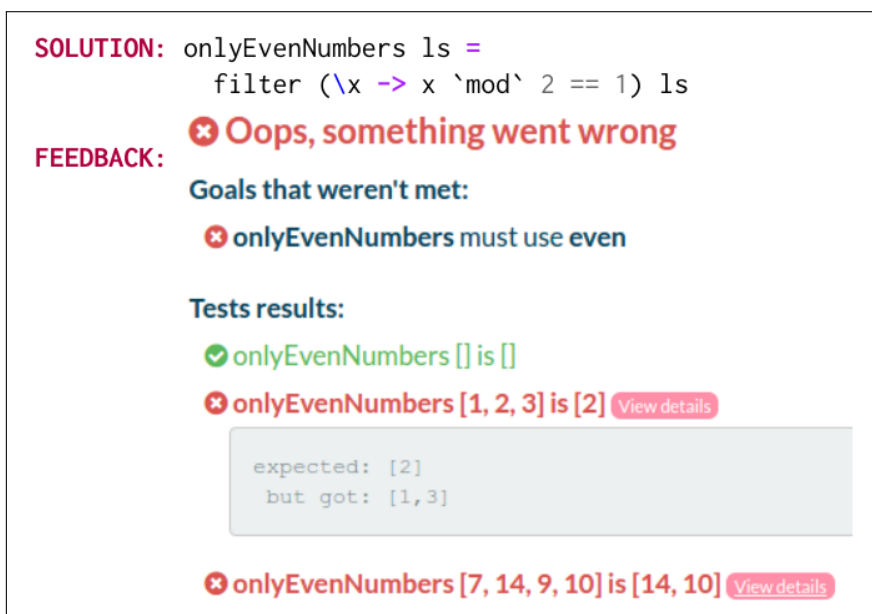 SOLUTION: onlyEvenNumbers ls =
filter (\x -> x `mod` 2 == 1) ls
FEEDBACK:
Oops, something went wrong
Goals that weren't met:
onlyEvenNumbers must use even
Tests results:
onlyEvenNumbers [] is []
onlyEvenNumbers [1, 2, 3] is [2] View details
expected: [2]
but got: [1,3]
onlyEvenNumbers [7, 14, 9, 10] is [14, 10] View details